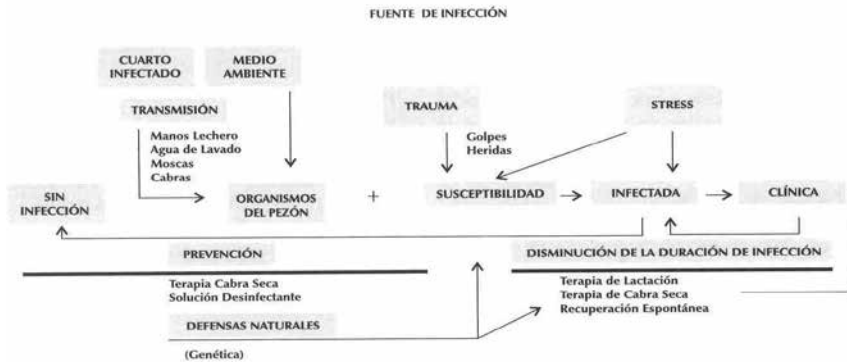 FUENTE DE INFECCIÓN
CUARTO
INFECTADO
MEDIO
AMBIENTE
TRANSMISIÓN
Manos Lechero
Agua de Lavado
Moscas
Cabras
TRAUMA
Golpes
Heridas
STRESS
SIN
INFECCIÓN
ORGANISMOS
DEL PEZÓN
+
SUSCEPTIBILIDAD
INFECTADA
CLÍNICA
PREVENCIÓN
Terapia Cabra Seca
Solución Desinfectante
DISMINUCIÓN DE LA DURACIÓN DE INFECCIÓN
Terapia de Lactación
Terapia de Cabra Seca
Recuperación Espontánea
DEFENSAS NATURALES
(Genética)